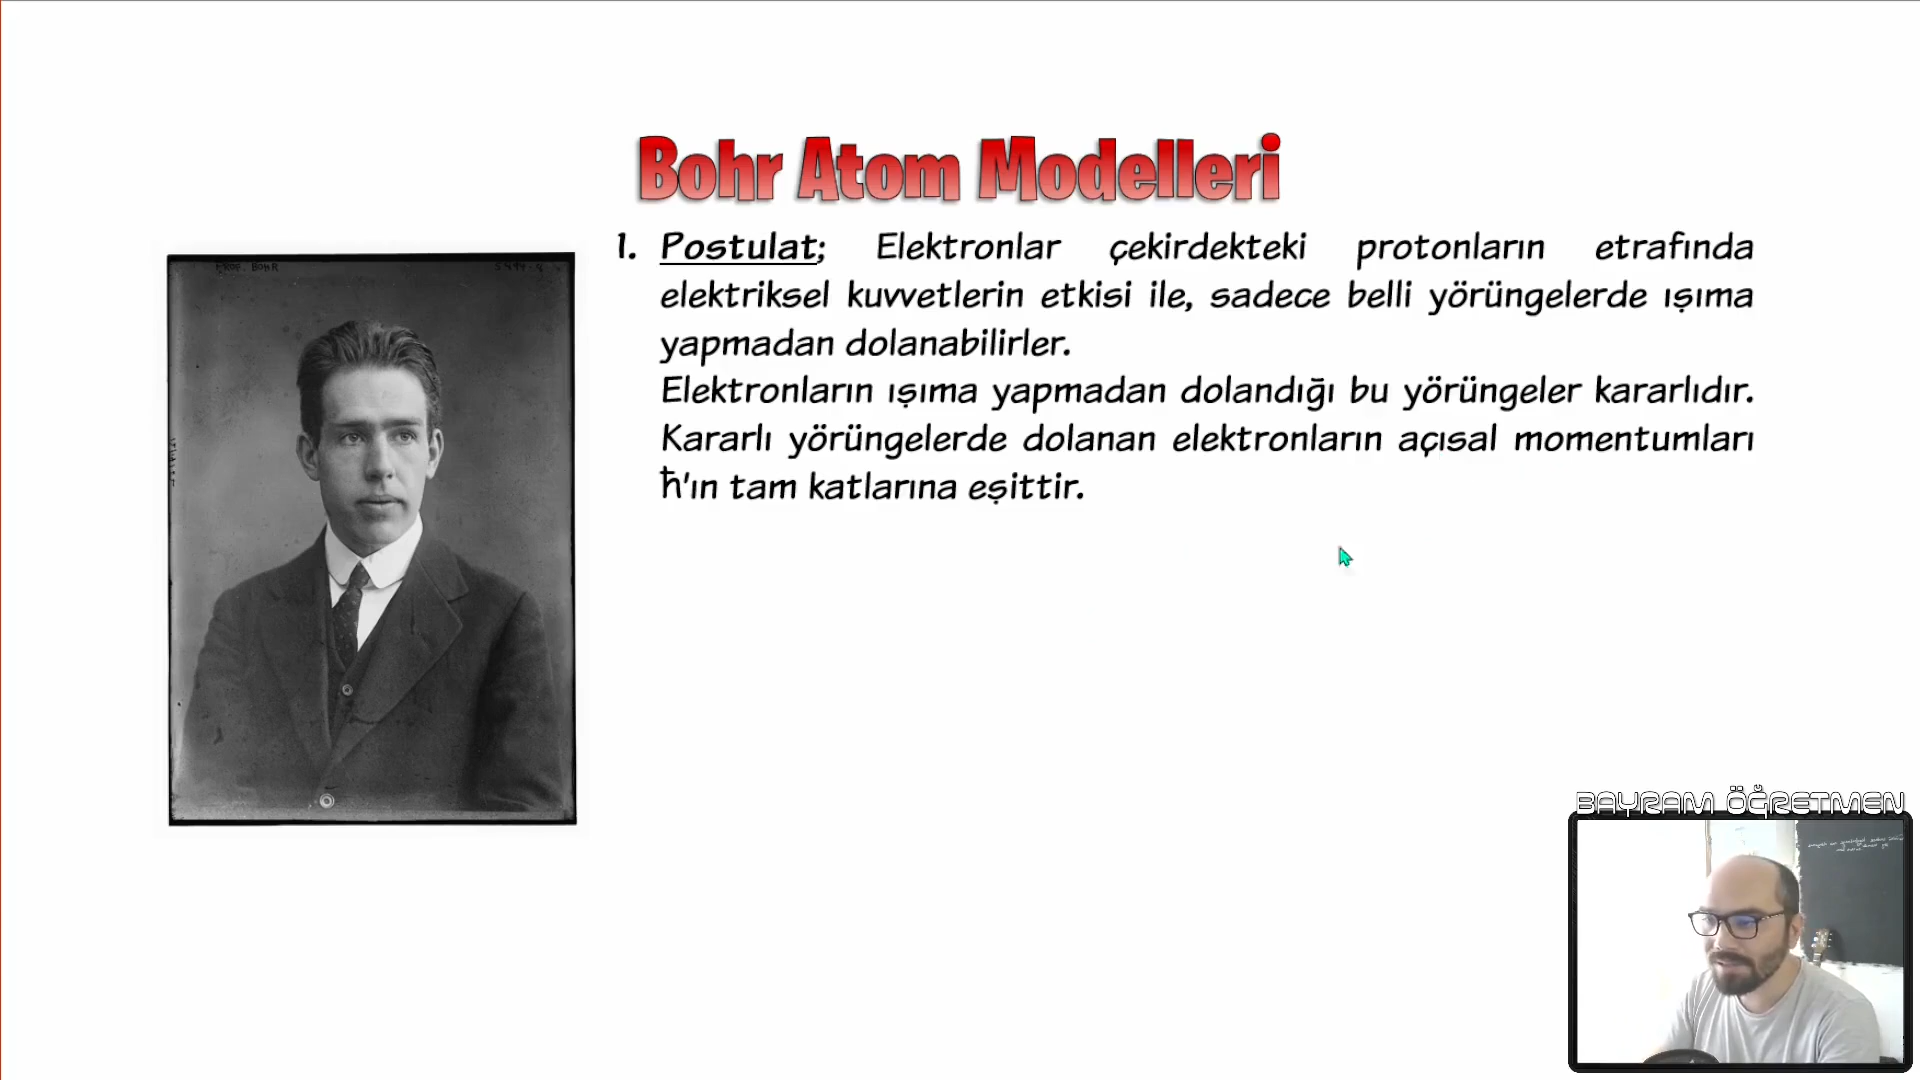 Bohr Atom Modelleri
1. Postulat; Elektronlar çekirdekteki protonların etrafında
elektriksel kuvvetlerin etkisi ile, sadece belli yörüngelerde ışıma
yapmadan dolanabilirler.
Elektronların ışıma yapmadan dolandığı bu yörüngeler kararlıdır.
Kararlı yörüngelerde dolanan elektronların açısal momentumları
ħ'ın tam katlarına eşittir.
PROF. BOHR
BAYRAM ÖĞRETMEN